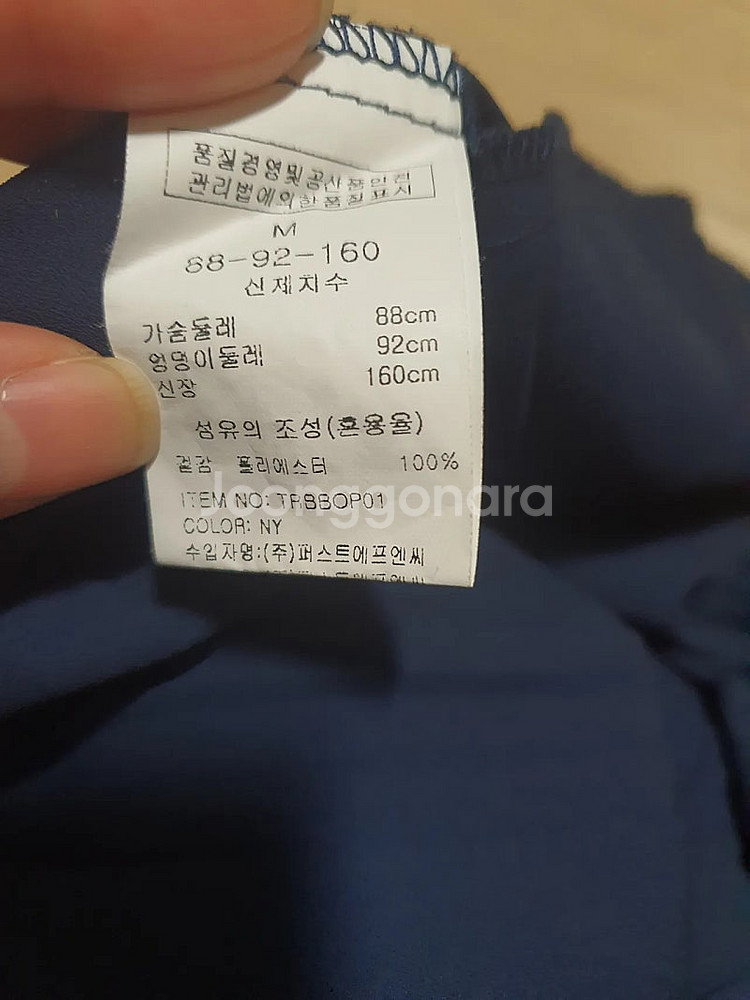 품질경영및공산품안전
관리법에의한품질표시
M
88-92-160
신체치수
가슴둘레 88cm
엉덩이둘레 92cm
신장 160cm
섬유의 조성(혼용율)
겉감 폴리에스터 100%
Joonggonara
ITEM NO: TRBBOP01
COLOR: NY
수입자명:(주)퍼스트에프엔씨